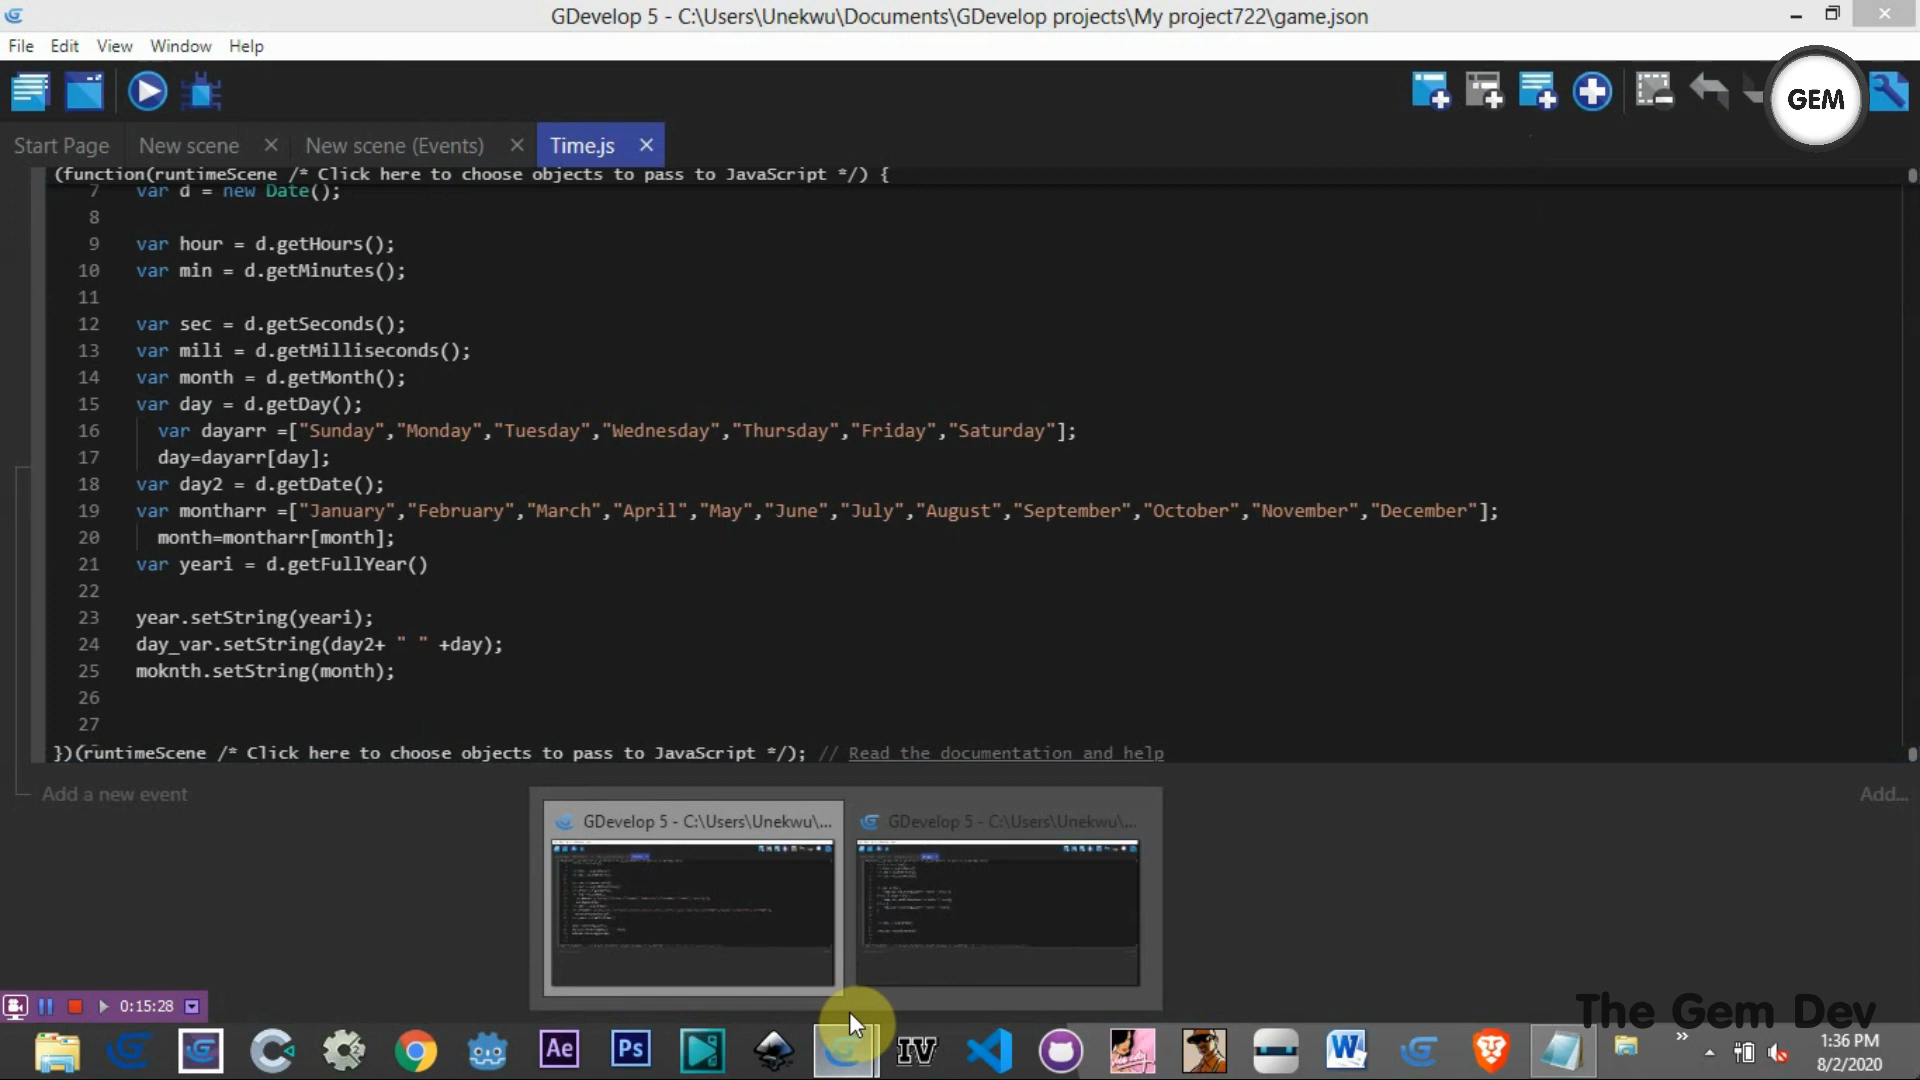 GDevelop 5 - C:\Users\Unekwu\Documents\GDevelop projects\My project722\game.json
File Edit View Window Help
GEM
Start Page New scene New scene (Events) Time.js
(function(runtimeScene /* Click here to choose objects to pass to JavaScript */) {
7 var d = new Date();
8
9 var hour = d.getHours();
10 var min = d.getMinutes();
11
12 var sec = d.getSeconds();
13 var mili = d.getMilliseconds();
14 var month = d.getMonth();
15 var day = d.getDay();
16 var dayarr =["Sunday","Monday","Tuesday","Wednesday","Thursday","Friday","Saturday"];
17 day=dayarr[day];
18 var day2 = d.getDate();
19 var montharr =["January","February","March","April","May","June","July","August","September","October","November","December"];
20 month=montharr[month];
21 var yeari = d.getFullYear()
22
23 year.setString(yeari);
24 day_var.setString(day2+ " " +day);
25 moknth.setString(month);
26
27
})(runtimeScene /* Click here to choose objects to pass to JavaScript */); // Read the documentation and help
Add a new event Add...
GDevelop 5 - C:\Users\Unekwu\... GDevelop 5 - C:\Users\Unekwu\...
0:15:28
The Gem Dev
Ae Ps IV W
1:36 PM
8/2/2020